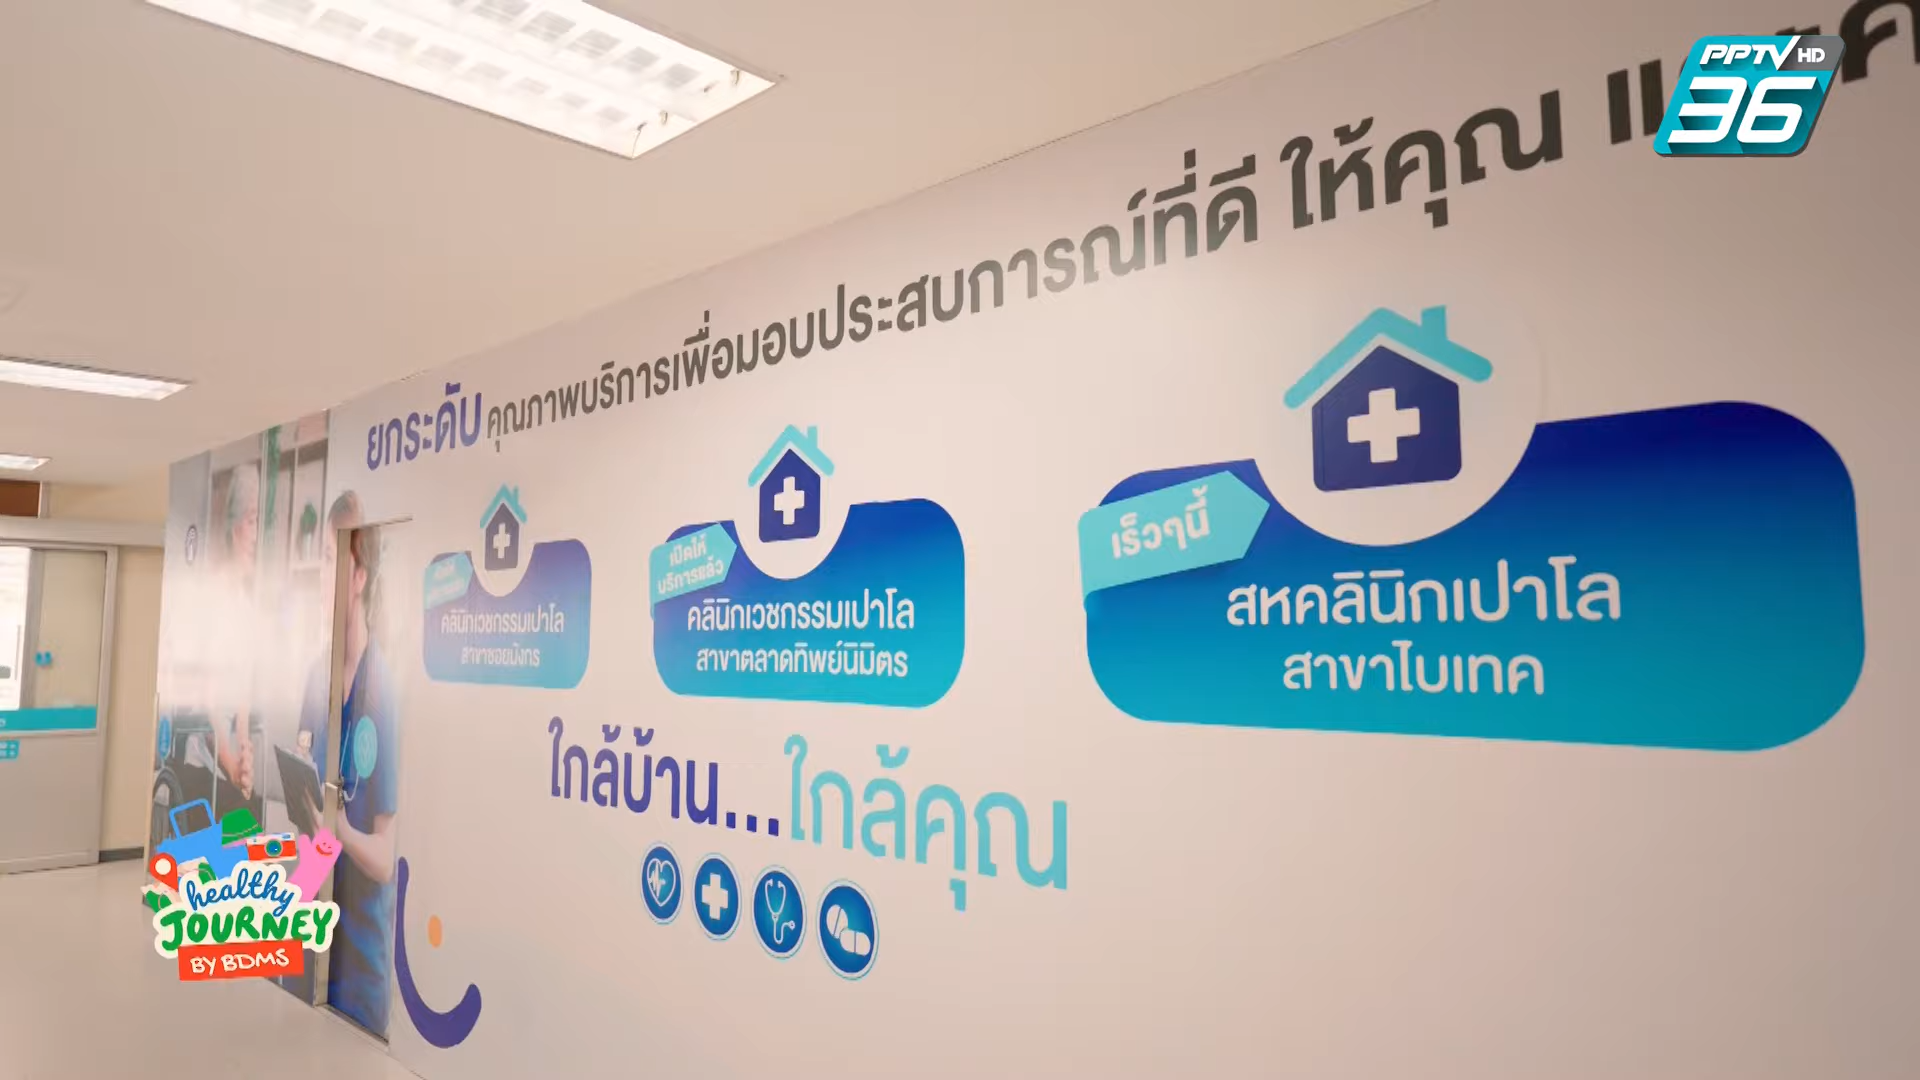 PPTV HD
36
ยกระดับ คุณภาพบริการเพื่อมอบประสบการณ์ที่ดี ให้คุณ
คลินิกเวชกรรมเปาโล
สาขาซอยมังกร
เปิดให้
บริการแล้ว
คลินิกเวชกรรมเปาโล
สาขาตลาดทิพย์นิมิตร
เร็วๆนี้
สหคลินิกเปาโล
สาขาไบเทค
ใกล้บ้าน...ใกล้คุณ
healthy
JOURNEY
BY BDMS